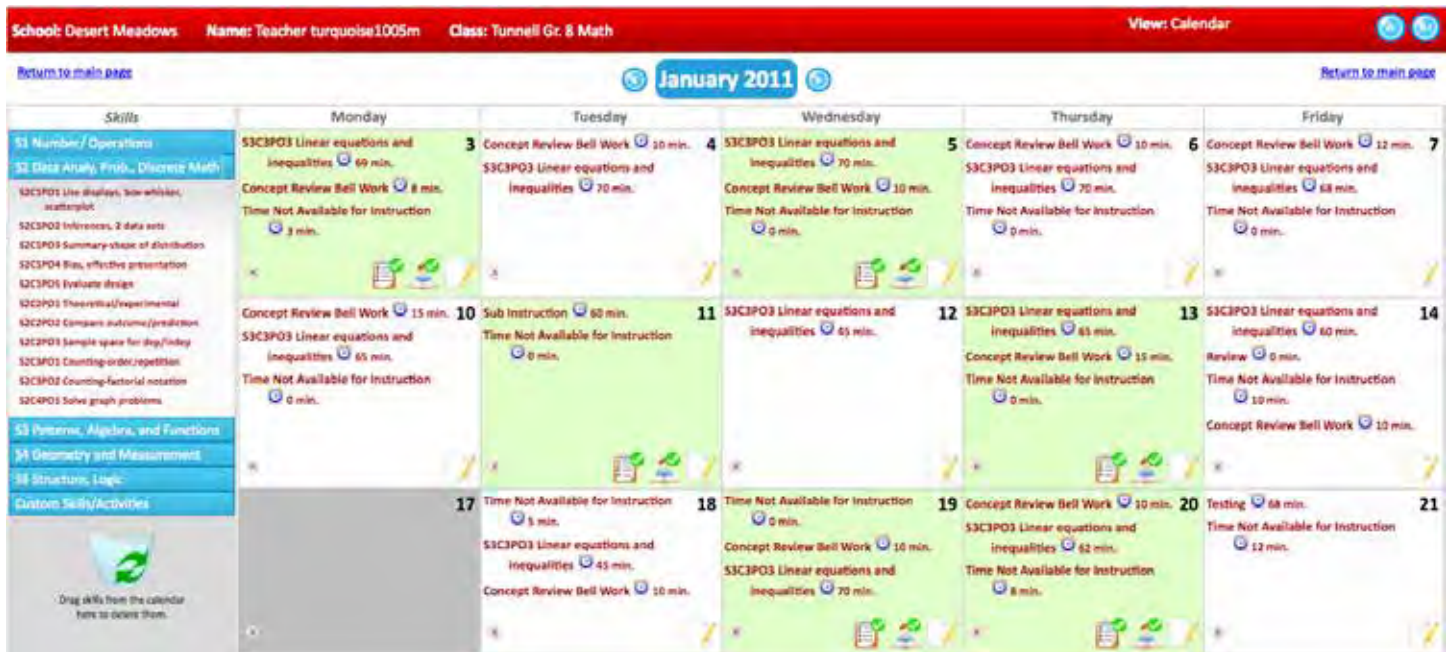 School: Desert Meadows Name: Teacher turquoise1005m Class: Tunnell Gr. 8 Math View: Calendar
Return to main page January 2011 Return to main page
Skills Monday Tuesday Wednesday Thursday Friday
S1 Number/ Operations
S2 Data Analy, Prob., Discrete Math
S2C1PO1 Use displays, box-whisker,
scatterplot
S2C1PO2 Inferences, 2 data sets
S2C1PO3 Summary-shape of distribution
S2C1PO4 Bias, effective presentation
S2C1PO5 Evaluate design
S2C2PO1 Theoretical/experimental
S2C2PO2 Compare outcome/prediction
S2C2PO3 Sample space for dep/indep
S2C3PO1 Counting-order,repetition
S2C3PO2 Counting-factorial notation
S2C4PO1 Solve graph problems
S3 Patterns, Algebra, and Functions
S4 Geometry and Measurement
S5 Structure, Logic
Custom Skills/Activities
Drag skills from the calendar
here to delete them.
S3C3PO3 Linear equations and 3
inequalities 69 min.
Concept Review Bell Work 8 min.
Time Not Available for Instruction
3 min.
Concept Review Bell Work 10 min. 4
S3C3PO3 Linear equations and
inequalities 70 min.
S3C3PO3 Linear equations and 5
inequalities 70 min.
Concept Review Bell Work 10 min.
Time Not Available for Instruction
0 min.
Concept Review Bell Work 10 min. 6
S3C3PO3 Linear equations and
inequalities 70 min.
Time Not Available for Instruction
0 min.
Concept Review Bell Work 12 min. 7
S3C3PO3 Linear equations and
inequalities 68 min.
Time Not Available for Instruction
0 min.
Concept Review Bell Work 15 min. 10
S3C3PO3 Linear equations and
inequalities 65 min.
Time Not Available for Instruction
0 min.
Sub Instruction 60 min. 11
Time Not Available for Instruction
0 min.
S3C3PO3 Linear equations and 12
inequalities 65 min.
S3C3PO3 Linear equations and 13
inequalities 65 min.
Concept Review Bell Work 15 min.
Time Not Available for Instruction
0 min.
S3C3PO3 Linear equations and 14
inequalities 60 min.
Review 0 min.
Time Not Available for Instruction
10 min.
Concept Review Bell Work 10 min.
17
Time Not Available for Instruction 18
5 min.
S3C3PO3 Linear equations and
inequalities 45 min.
Concept Review Bell Work 10 min.
Time Not Available for Instruction 19
0 min.
Concept Review Bell Work 10 min.
S3C3PO3 Linear equations and
inequalities 70 min.
Concept Review Bell Work 10 min. 20
S3C3PO3 Linear equations and
inequalities 62 min.
Time Not Available for Instruction
8 min.
Testing 68 min. 21
Time Not Available for Instruction
12 min.